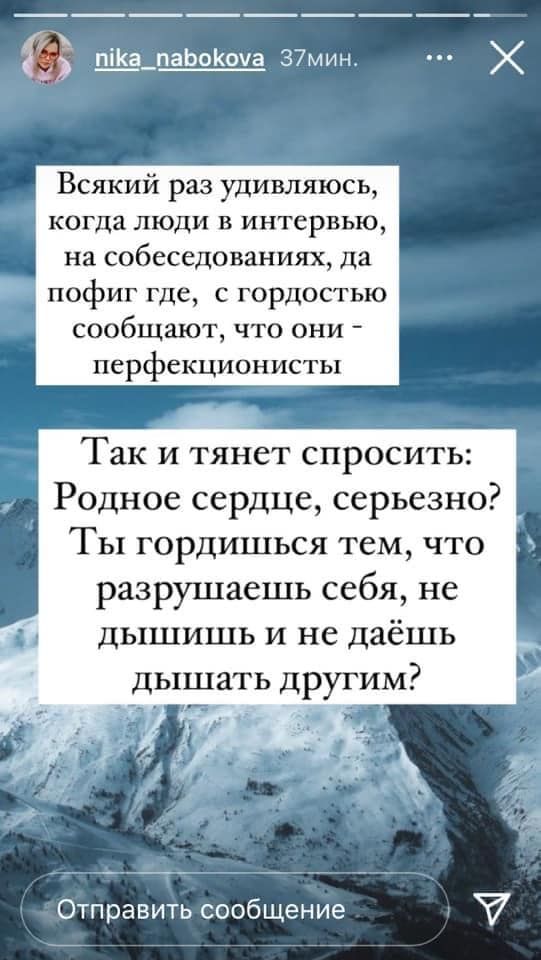 nika_nabokova 37мин.
Всякий раз удивляюсь,
когда люди в интервью,
на собеседованиях, да
пофиг где, с гордостью
сообщают, что они -
перфекционисты
Так и тянет спросить:
Родное сердце, серьезно?
Ты гордишься тем, что
разрушаешь себя, не
дышишь и не даёшь
дышать другим?
Отправить сообщение